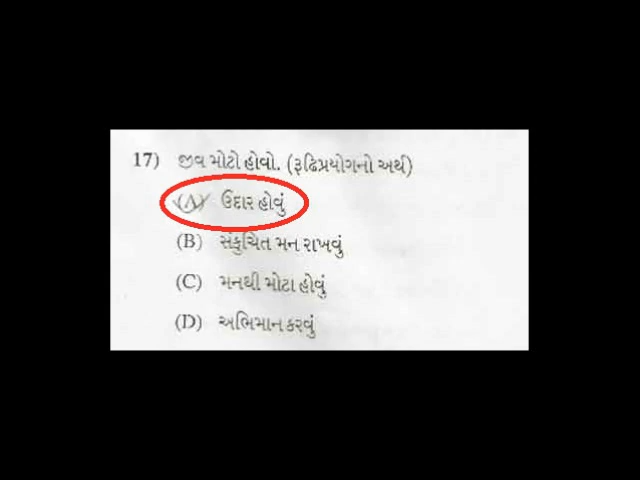 17) જીવ મોટો હોવો. (રૂઢિપ્રયોગનો અર્થ)
(A) ઉદાર હોવું
(B) સંકુચિત મન રાખવું
(C) મનથી મોટા હોવું
(D) અભિમાન કરવું